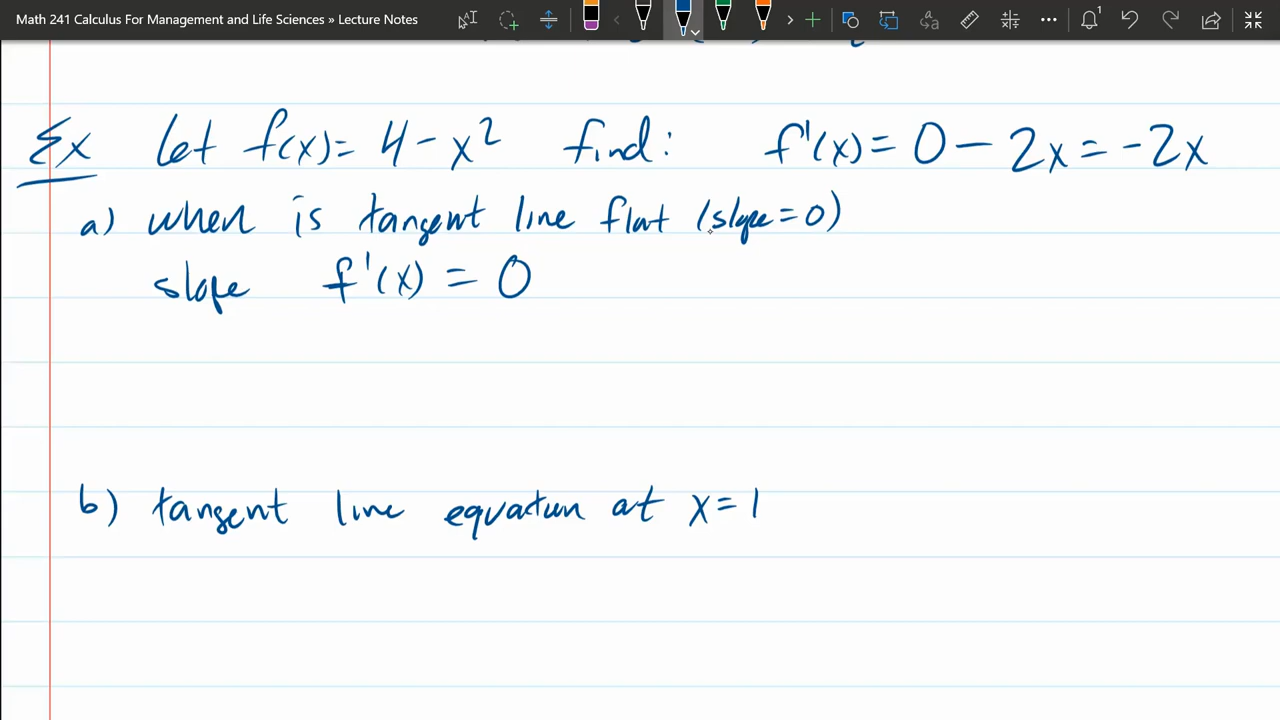 Math 241 Calculus For Management and Life Sciences » Lecture Notes
Ex let f(x) = 4 - x² find: f'(x) = 0 - 2x = -2x
a) when is tangent line flat (slope = 0)
slope f'(x) = 0
b) tangent line equation at x = 1